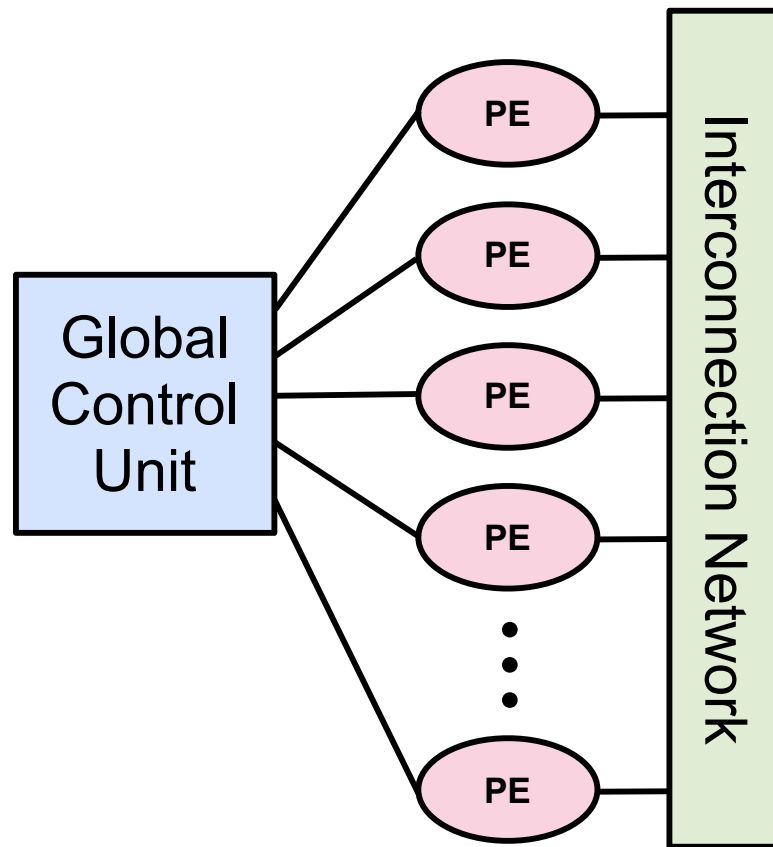 Global
Control
Unit
PE
PE
PE
PE
PE
Interconnection Network